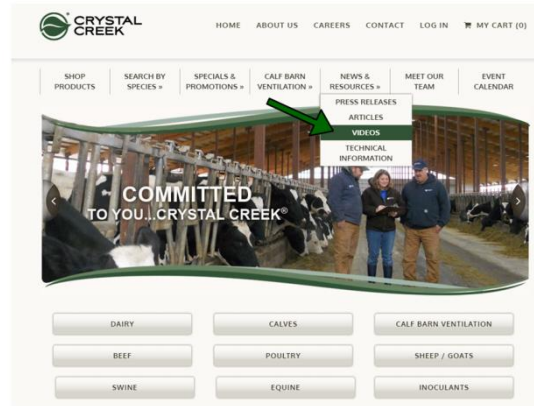 CRYSTAL
CREEK
HOME ABOUT US CAREERS CONTACT LOG IN MY CART (0)
SHOP PRODUCTS
SEARCH BY SPECIES »
SPECIALS & PROMOTIONS »
CALF BARN VENTILATION »
NEWS & RESOURCES »
MEET OUR TEAM
EVENT CALENDAR
PRESS RELEASES
ARTICLES
VIDEOS
TECHNICAL
INFORMATION
COMMITTED
TO YOU...CRYSTAL CREEK®
DAIRY CALVES CALF BARN VENTILATION
BEEF POULTRY SHEEP / GOATS
SWINE EQUINE INOCULANTS